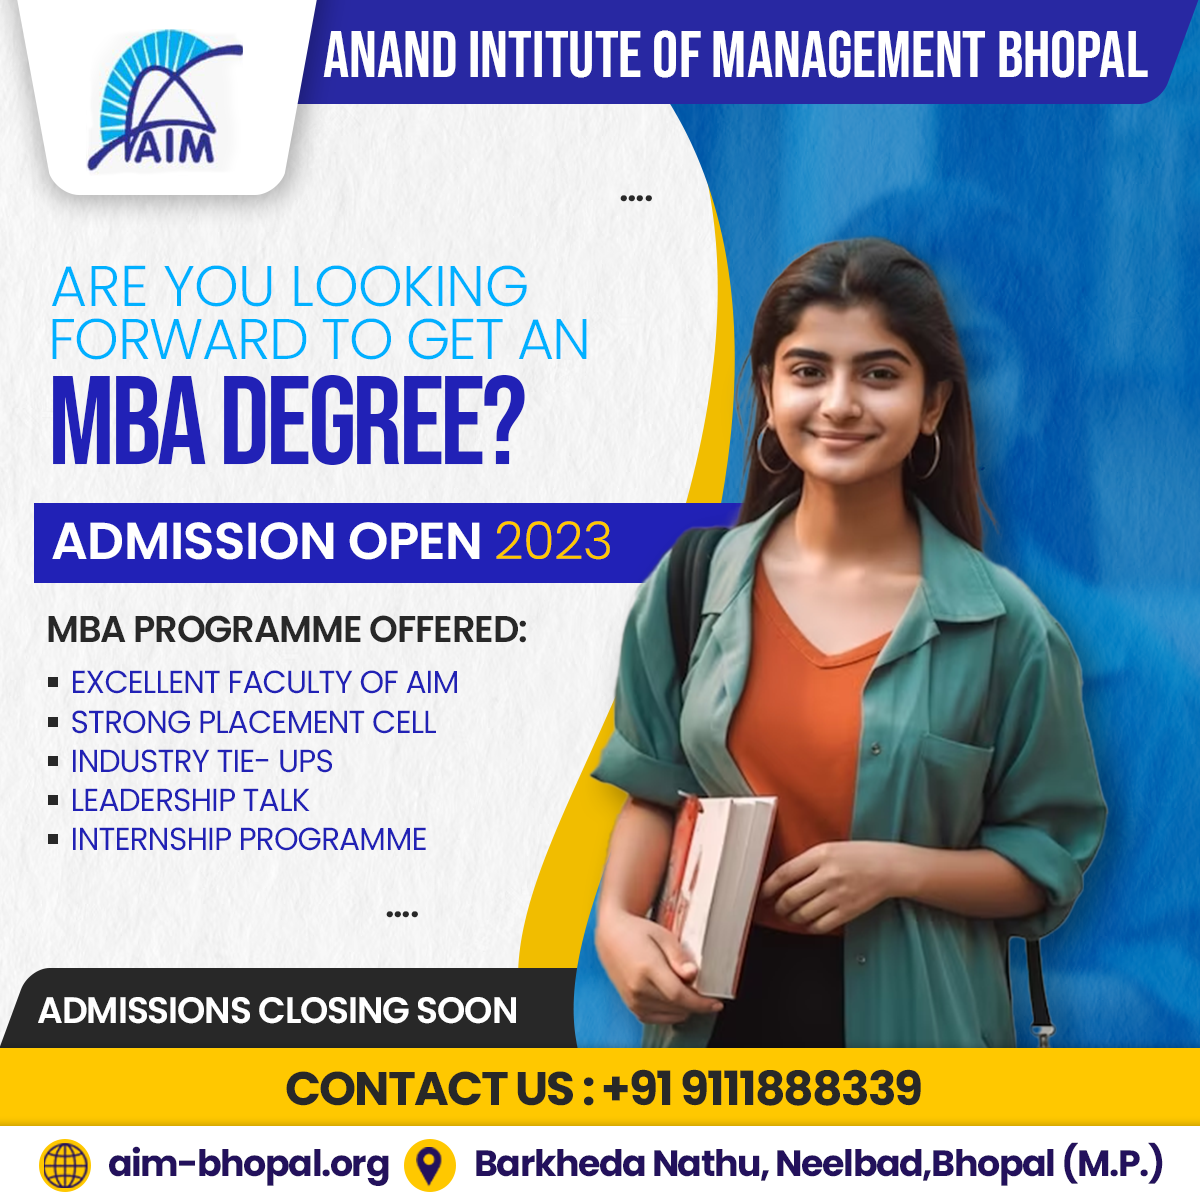 AIM
ANAND INTITUTE OF MANAGEMENT BHOPAL
ARE YOU LOOKING
FORWARD TO GET AN
MBA DEGREE?
ADMISSION OPEN 2023
MBA PROGRAMME OFFERED:
EXCELLENT FACULTY OF AIM
STRONG PLACEMENT CELL
INDUSTRY TIE- UPS
LEADERSHIP TALK
INTERNSHIP PROGRAMME
ADMISSIONS CLOSING SOON
CONTACT US : +91 9111888339
aim-bhopal.org
Barkheda Nathu, Neelbad,Bhopal (M.P.)